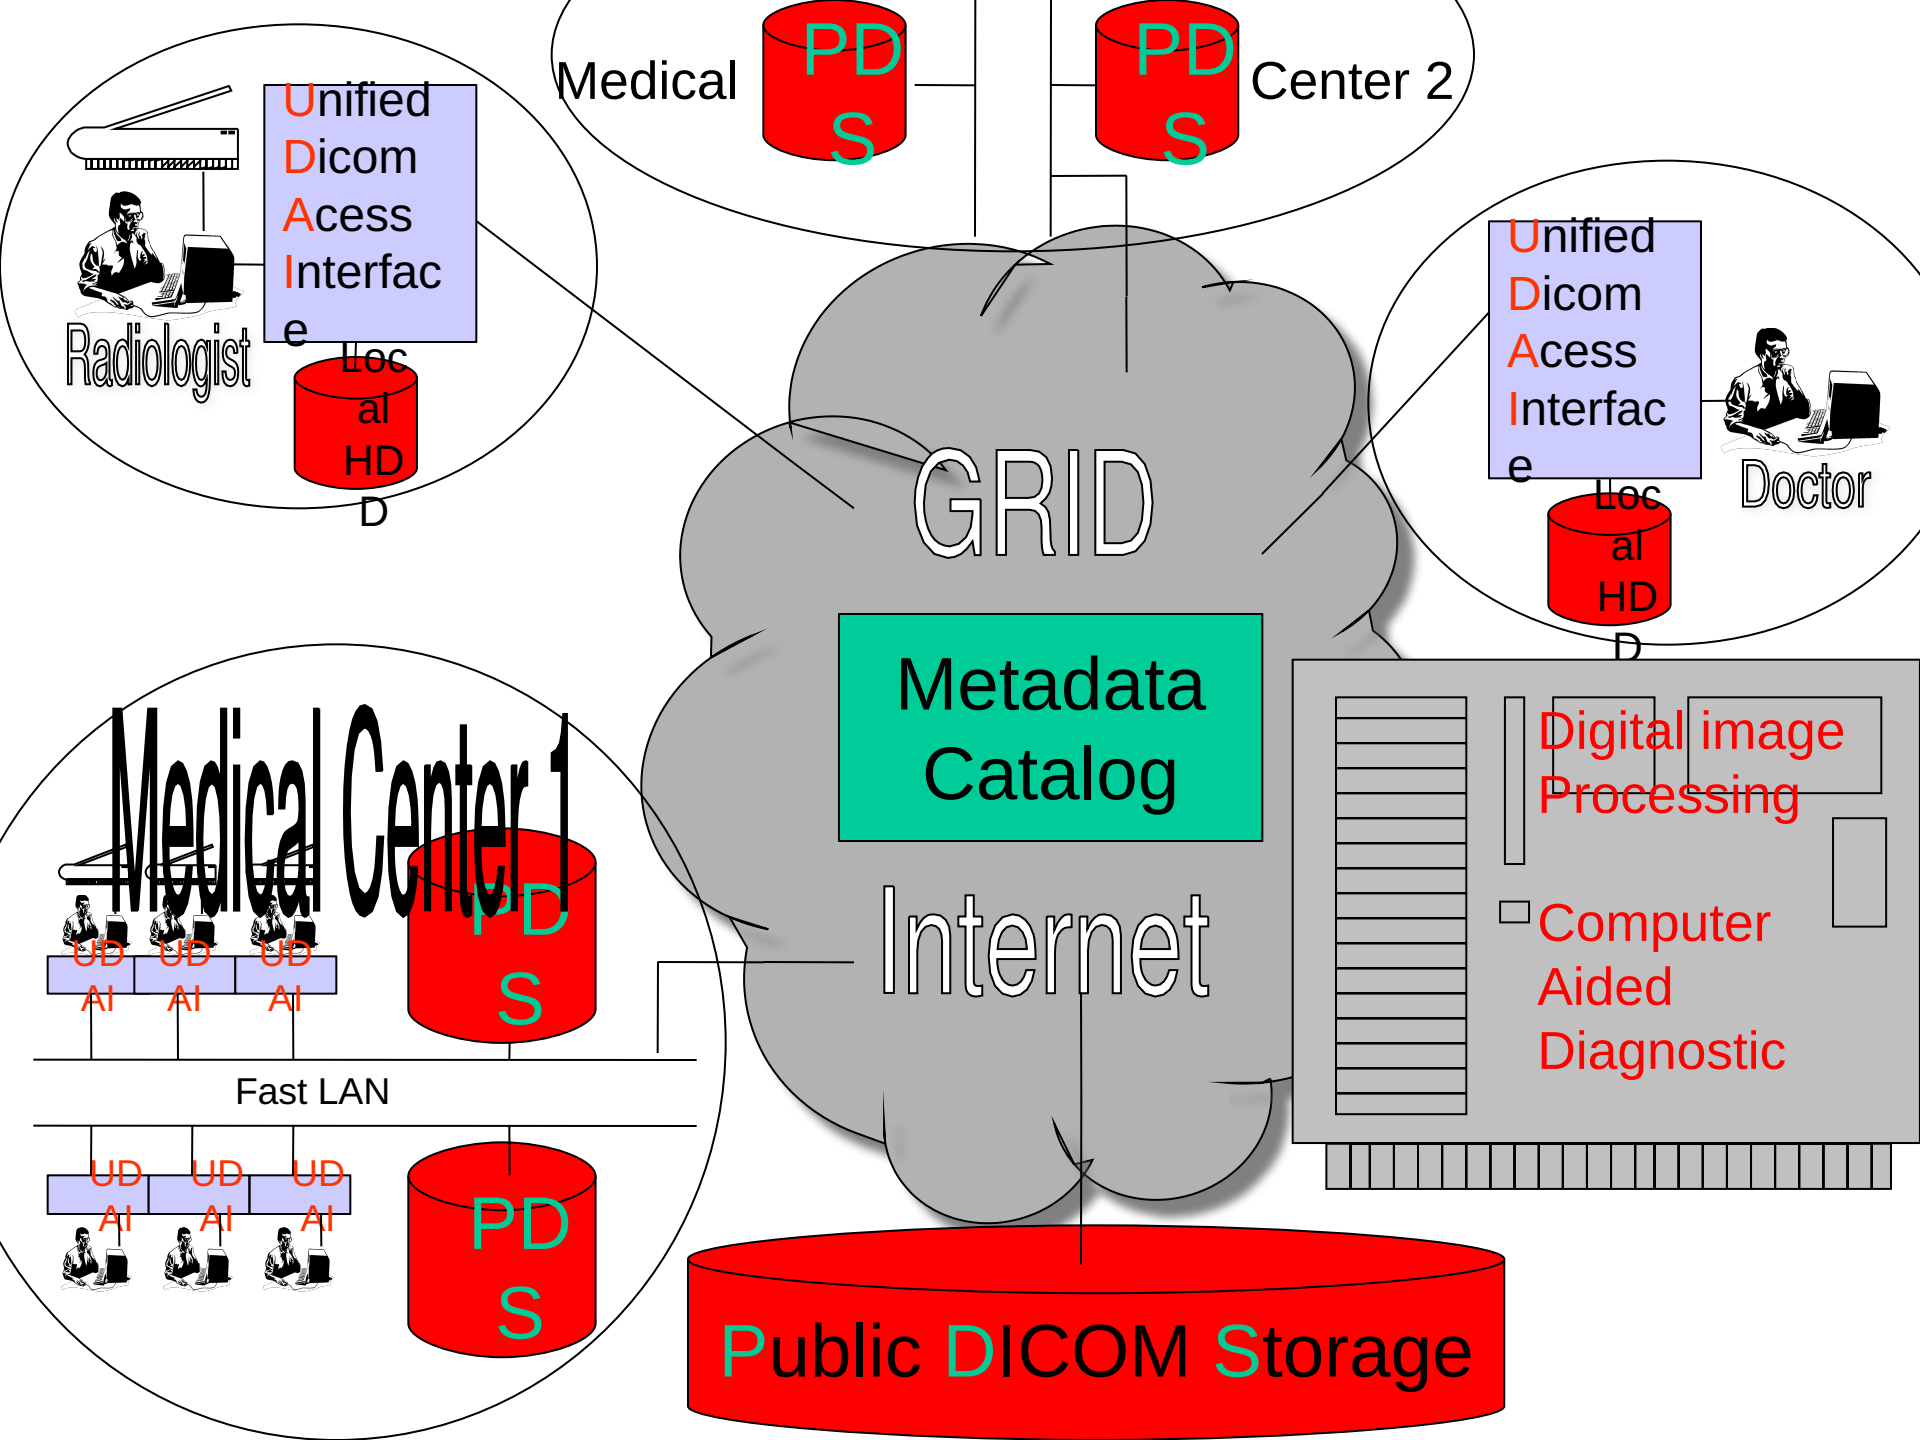 Medical
PD
S
PD
S
Center 2
Unified
Dicom
Acess
Interfac
e
Radiologist
Loc
al
HD
D
Unified
Dicom
Acess
Interfac
e
Doctor
Loc
al
HD
D
GRID
Metadata
Catalog
Internet
Digital image
Processing
Computer
Aided
Diagnostic
Medical Center 1
PD
S
UD
AI
UD
AI
UD
AI
Fast LAN
UD
AI
UD
AI
UD
AI
PD
S
Public DICOM Storage